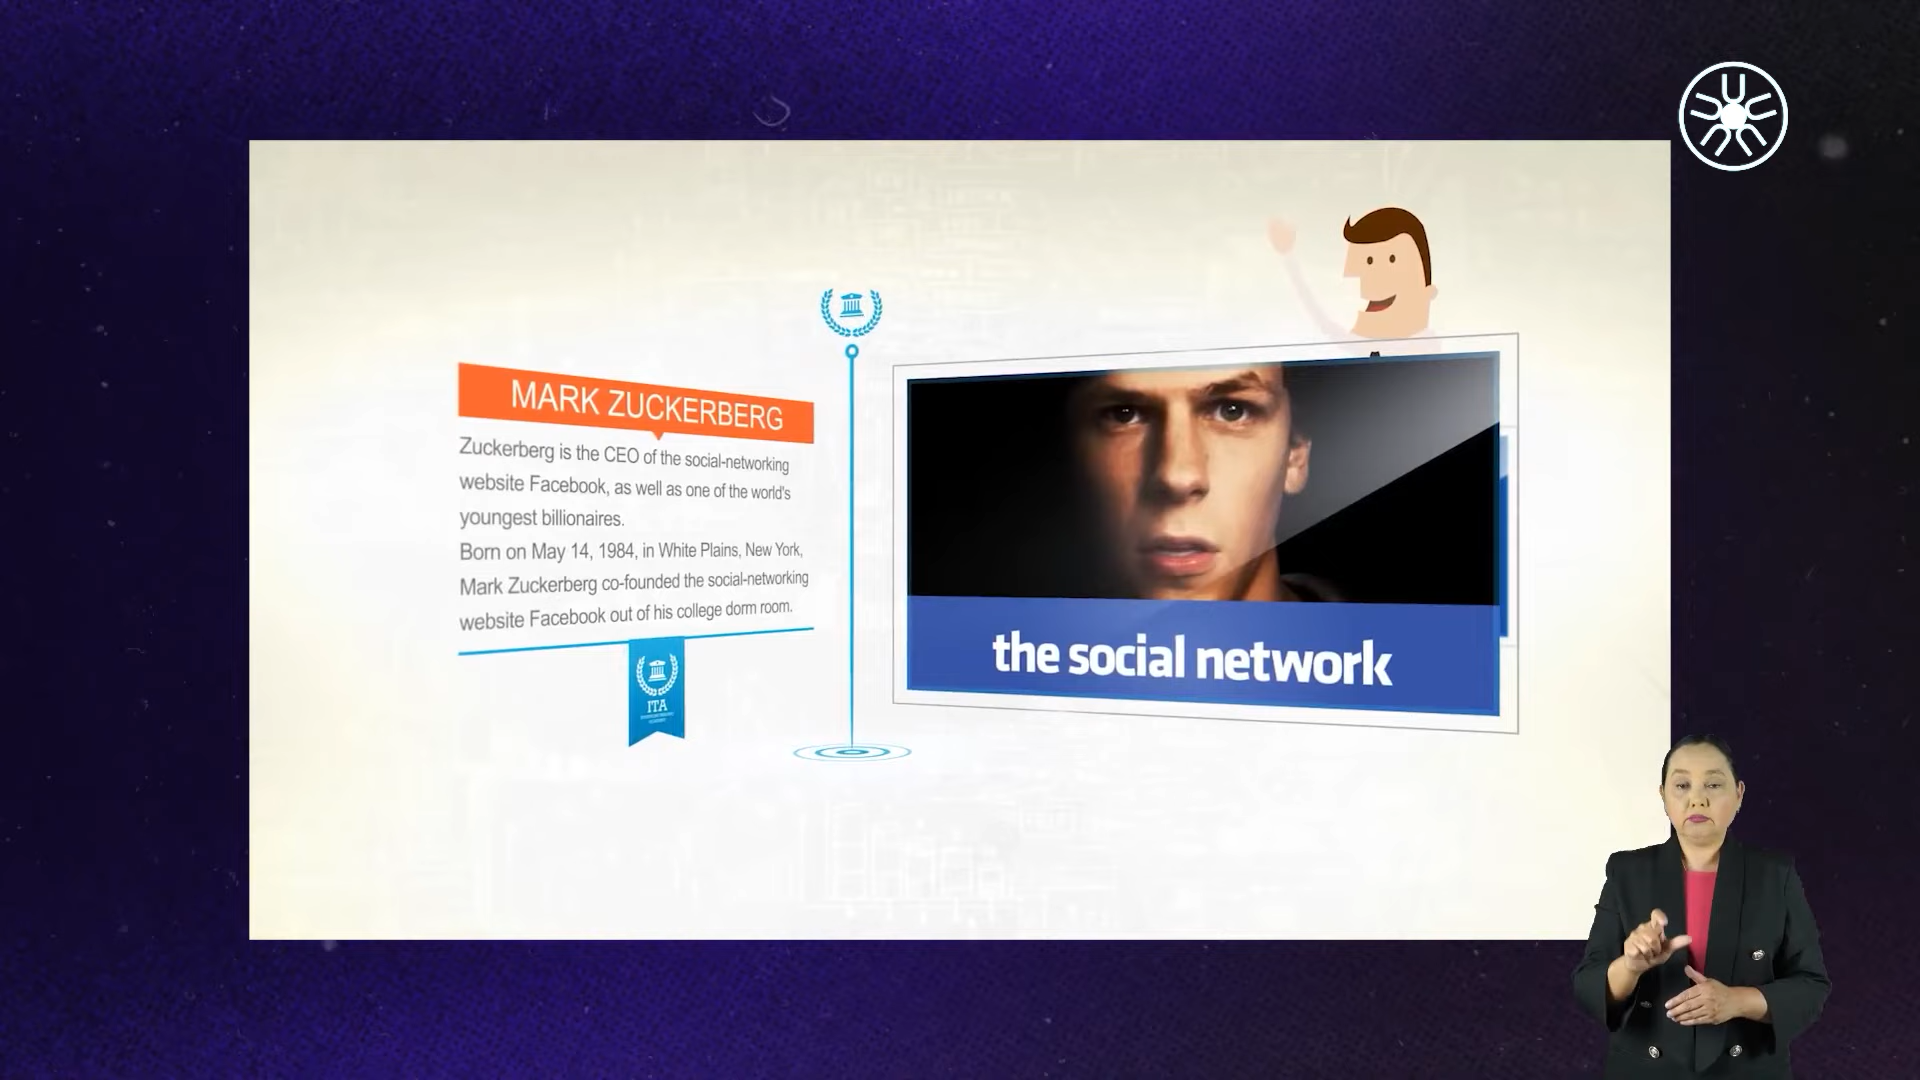 MARK ZUCKERBERG
Zuckerberg is the CEO of the social-networking
website Facebook, as well as one of the world's
youngest billionaires.
Born on May 14, 1984, in White Plains, New York,
Mark Zuckerberg co-founded the social-networking
website Facebook out of his college dorm room.
ITA
the social network